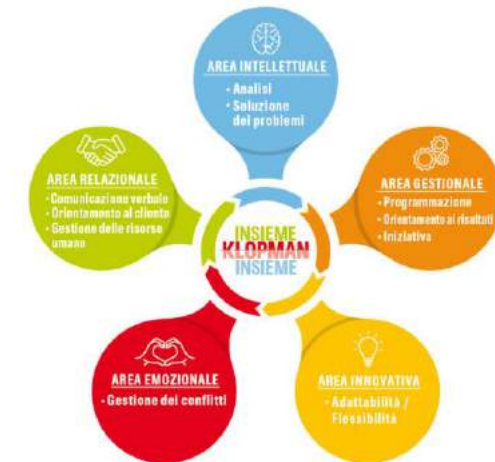 AREA INTELLETTUALE
• Analisi
• Soluzione
dei problemi
AREA RELAZIONALE
• Comunicazione verbale
• Orientamento al cliente
• Gestione delle risorse
umane
AREA GESTIONALE
• Programmazione
• Orientamento ai risultati
• Iniziativa
INSIEME
KLOPMAN
INSIEME
AREA EMOZIONALE
• Gestione dei conflitti
AREA INNOVATIVA
• Adattabilità /
Flessibilità